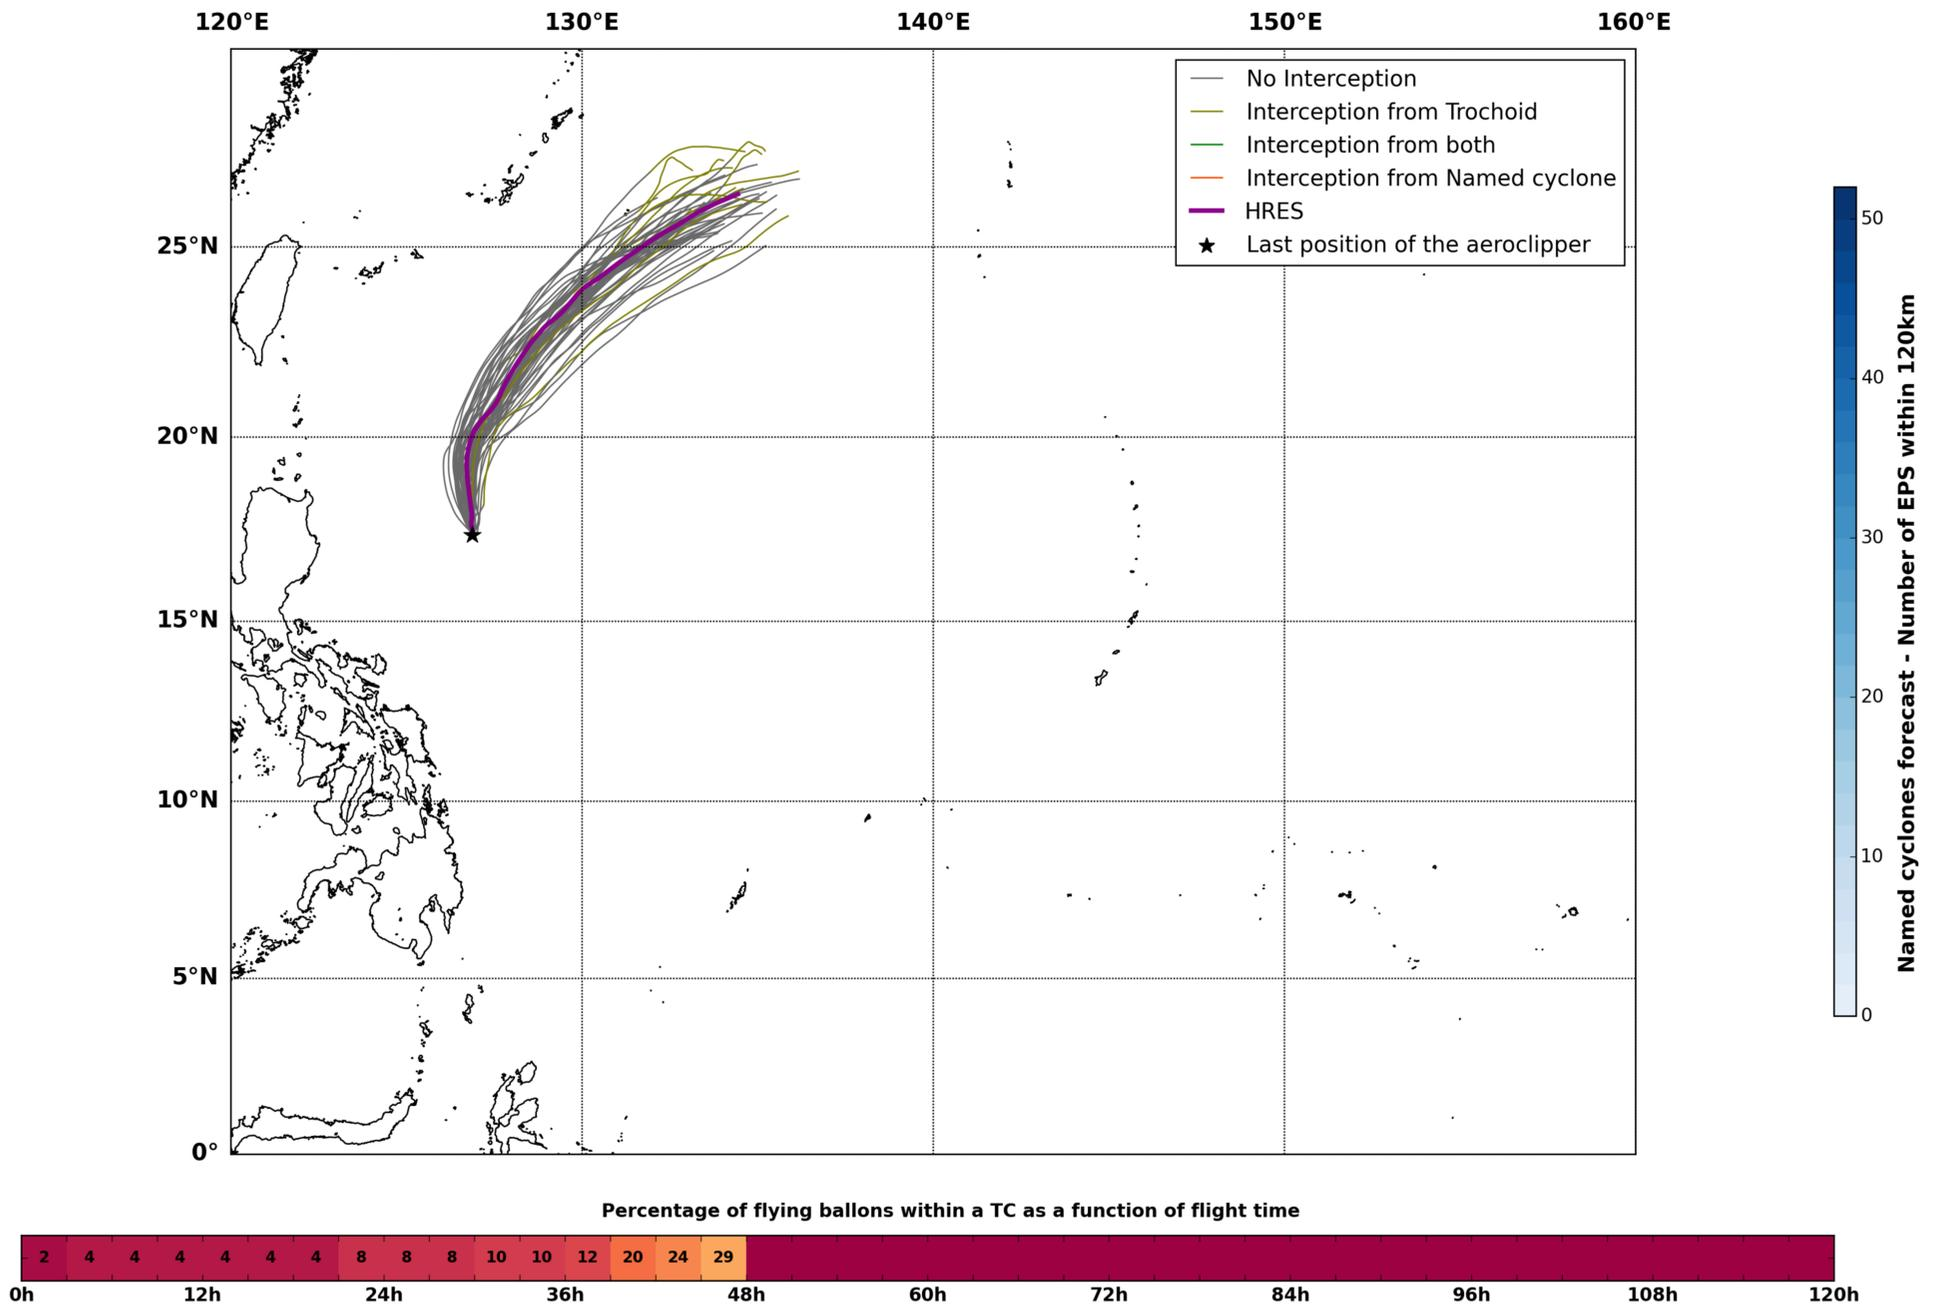 120°E 130°E 140°E 150°E 160°E
No Interception
Interception from Trochoid
Interception from both
Interception from Named cyclone
HRES
Last position of the aeroclipper
25°N
20°N
15°N
10°N
5°N
0°
50
40
30
20
10
0
Named cyclones forecast - Number of EPS within 120km
Percentage of flying ballons within a TC as a function of flight time
2 4 4 4 4 4 4 8 8 8 10 10 12 20 24 29
0h 12h 24h 36h 48h 60h 72h 84h 96h 108h 120h